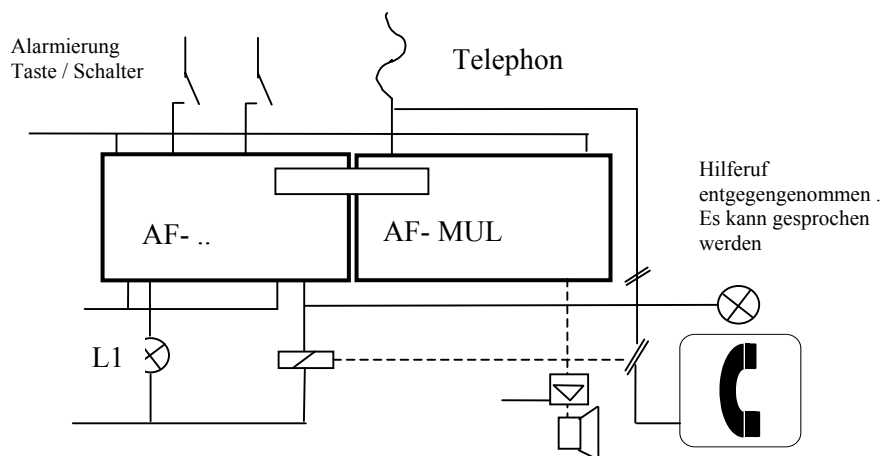 Alarmierung
Taste / Schalter
Telephon
Hilferuf
entgegengenommen .
Es kann gesprochen
werden
AF- ..
AF- MUL
L1